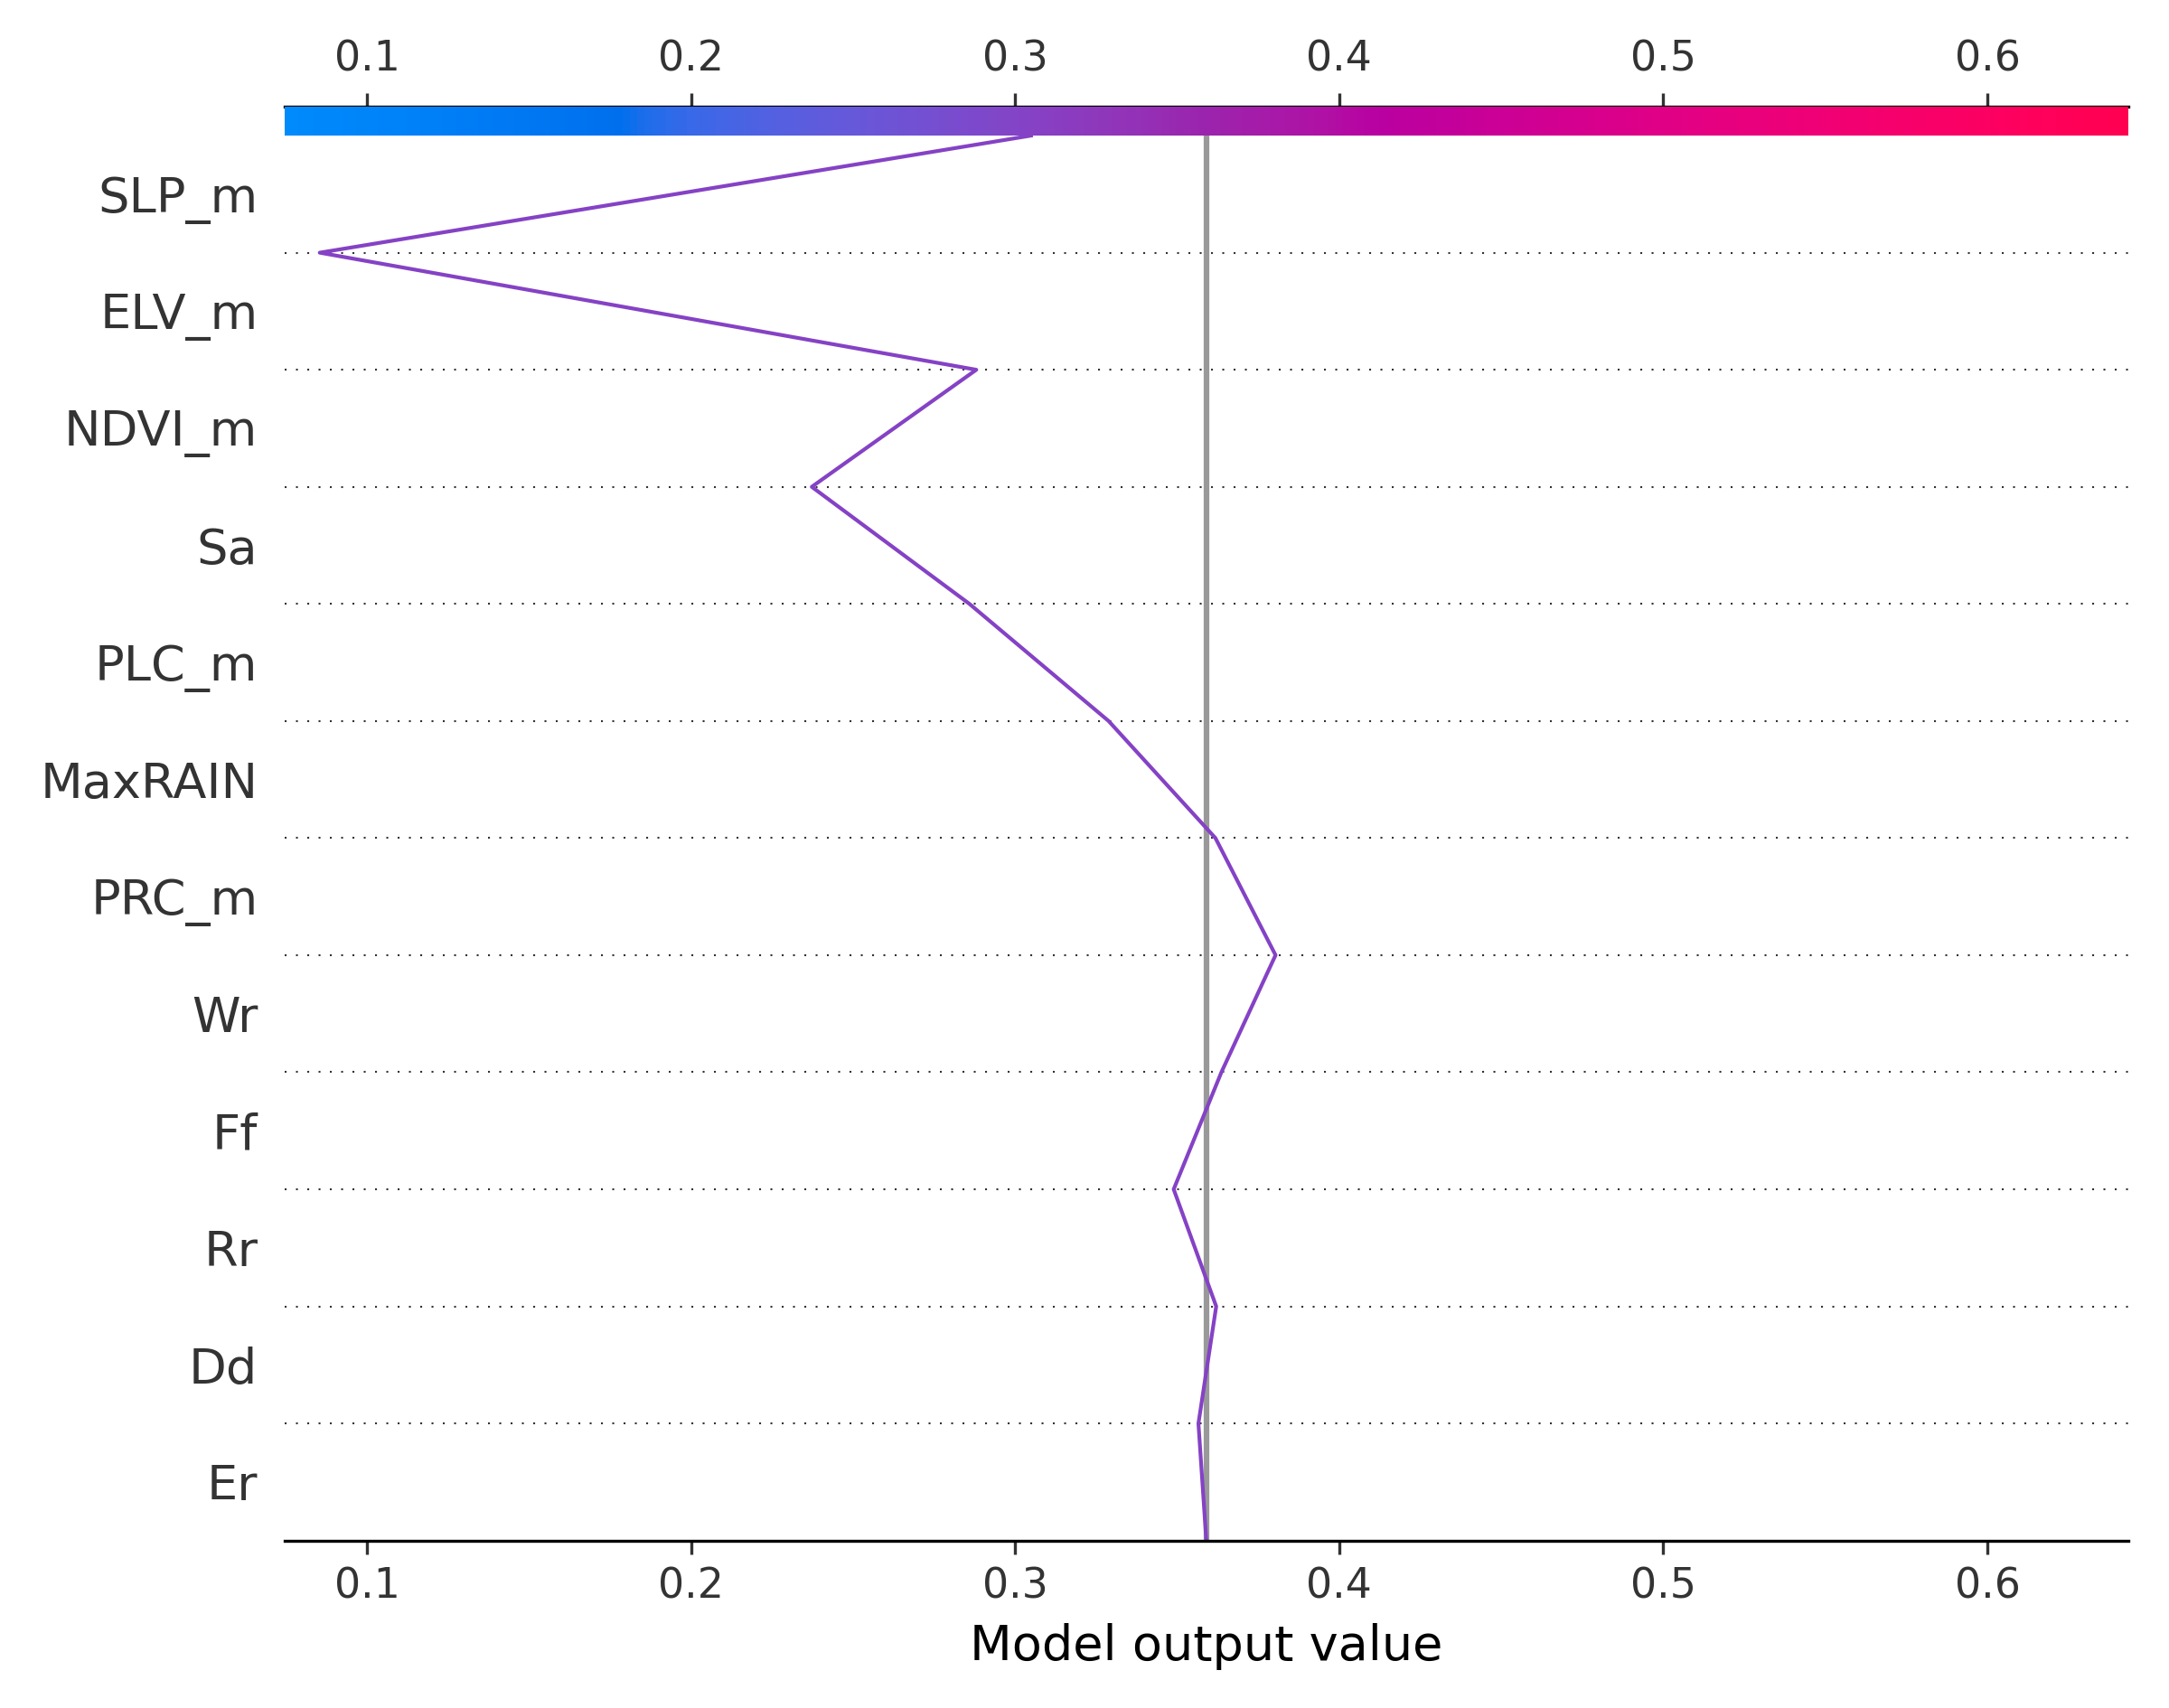 0.1 0.2 0.3 0.4 0.5 0.6
SLP_m
ELV_m
NDVI_m
Sa
PLC_m
MaxRAIN
PRC_m
Wr
Ff
Rr
Dd
Er
0.1 0.2 0.3 0.4 0.5 0.6
Model output value